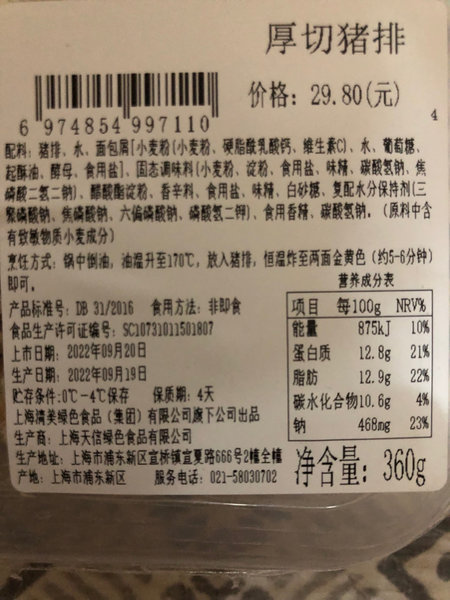 厚切猪排
价格：29.80(元)
6 974854 997110
4
配料：猪排、水、面包屑[小麦粉(小麦粉、硬脂酰乳酸钙、维生素C)、水、葡萄糖、
起酥油、酵母、食用盐]、固态调味料(小麦粉、淀粉、食用盐、味精、碳酸氢钠、焦
磷酸二氢二钠)、醋酸酯淀粉、香辛料、食用盐、味精、白砂糖、复配水分保持剂(三
聚磷酸钠、焦磷酸钠、六偏磷酸钠、磷酸氢二钾)、食用香精、碳酸氢钠。（原料中含
有致敏物质小麦成分）
烹饪方式：锅中倒油，油温升至170℃，放入猪排，恒温炸至两面金黄色（约5-6分钟）
即可。
营养成分表
产品标准号：DB 31/2016 食用方法：非即食
食品生产许可证编号：SC10731011501807
上市日期：2022年09月20日
生产日期：2022年09月19日
贮存条件:0℃-4℃保存 保质期：4天
上海清美绿色食品（集团）有限公司旗下公司出品
生产商：上海天信绿色食品有限公司
生产地址：上海市浦东新区宣桥镇宣夏路666号2幢全幢
产地：上海市浦东新区 服务电话：021-58030702
项目 每100g NRV%
能量 875kJ 10%
蛋白质 12.8g 21%
脂肪 12.9g 22%
碳水化合物10.6g 4%
钠 468mg 23%
净含量：360g